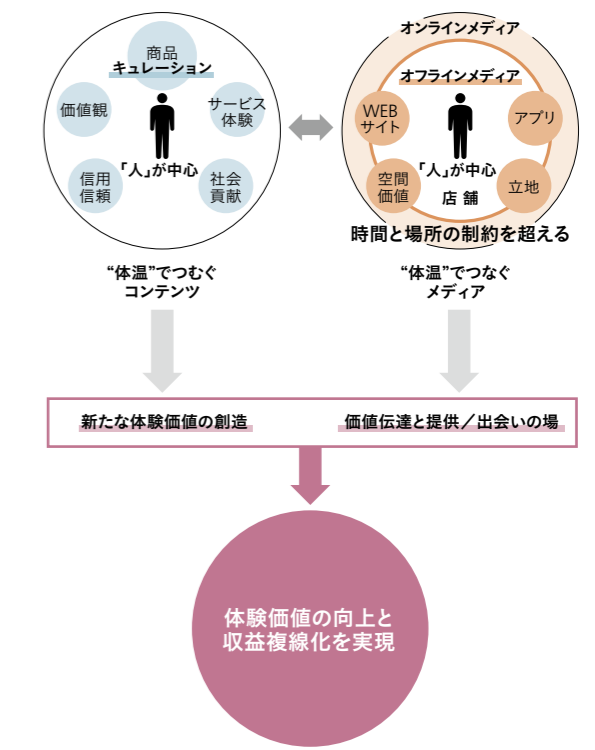 商品
キュレーション
価値観
サービス
体験
「人」が中心
信用
信頼
社会
貢献
オンラインメディア
オフラインメディア
WEB
サイト
アプリ
「人」が中心
空間
価値
店舗
立地
時間と場所の制約を超える
“体温”でつむぐ
コンテンツ
“体温”でつなぐ
メディア
新たな体験価値の創造
価値伝達と提供／出会いの場
体験価値の向上と
収益複線化を実現